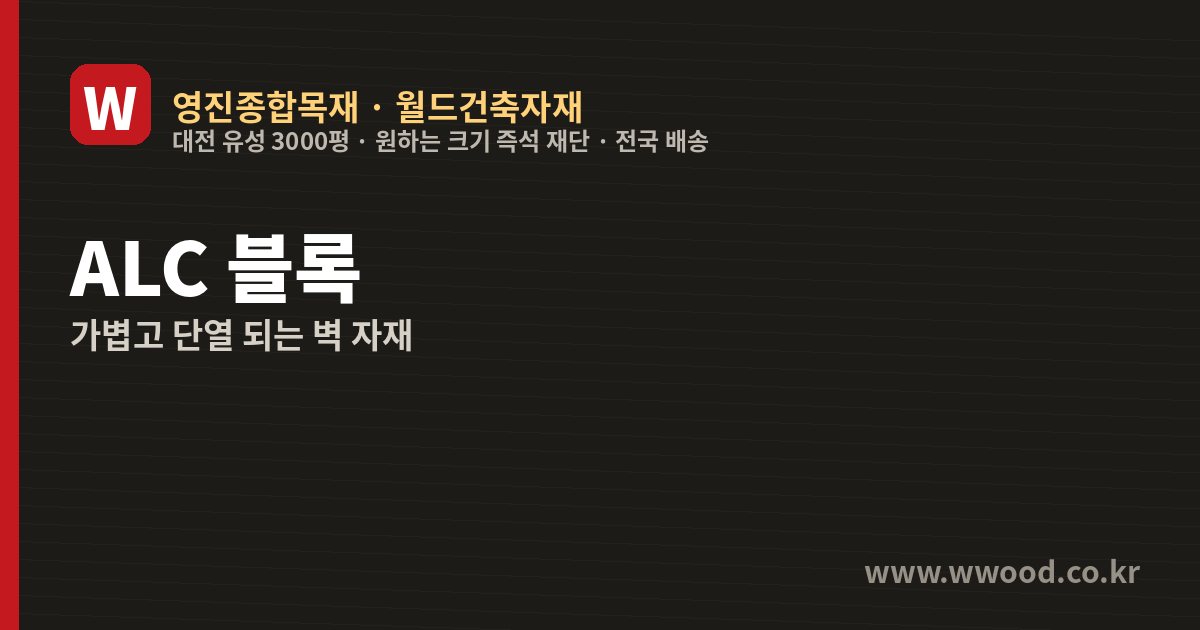 W
영진종합목재 · 월드건축자재
대전 유성 3000평 · 원하는 크기 즉석 재단 · 전국 배송
ALC 블록
가볍고 단열 되는 벽 자재
www.wwood.co.kr